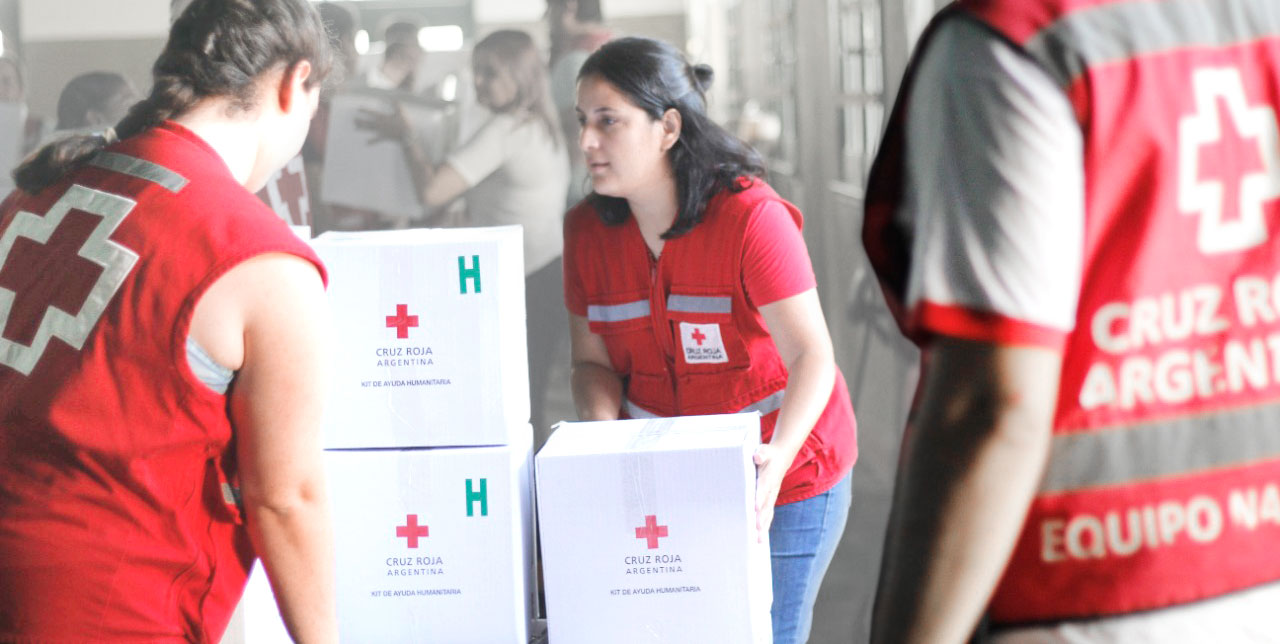 H
CRUZ ROJA
ARGENTINA
KIT DE AYUDA HUMANITARIA
H
CRUZ ROJA
ARGENTINA
KIT DE AYUDA HUMANITARIA
CRUZ ROJA
ARGENTINA
CRUZ ROJA
ARGENTINA
KIT DE AYUDA HUMANITARIA
CRUZ RO
ARGENT
EQUIPO NA